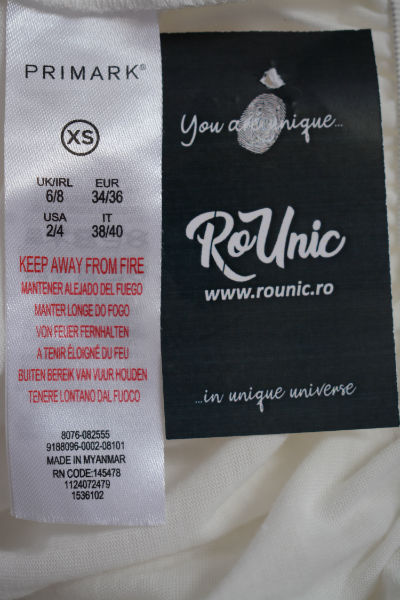 PRIMARK®
XS
UK/IRL EUR
6/8 34/36
USA IT
2/4 38/40
KEEP AWAY FROM FIRE
MANTENER ALEJADO DEL FUEGO
MANTER LONGE DO FOGO
VON FEUER FERNHALTEN
A TENIR ÉLOIGNÉ DU FEU
BUITEN BEREIK VAN VUUR HOUDEN
TENERE LONTANO DAL FUOCO
8076-082555
9188096-0002-08101
MADE IN MYANMAR
RN CODE:145478
1124072479
1536102
You are unique...
RoUnic
www.rounic.ro
...in unique universe